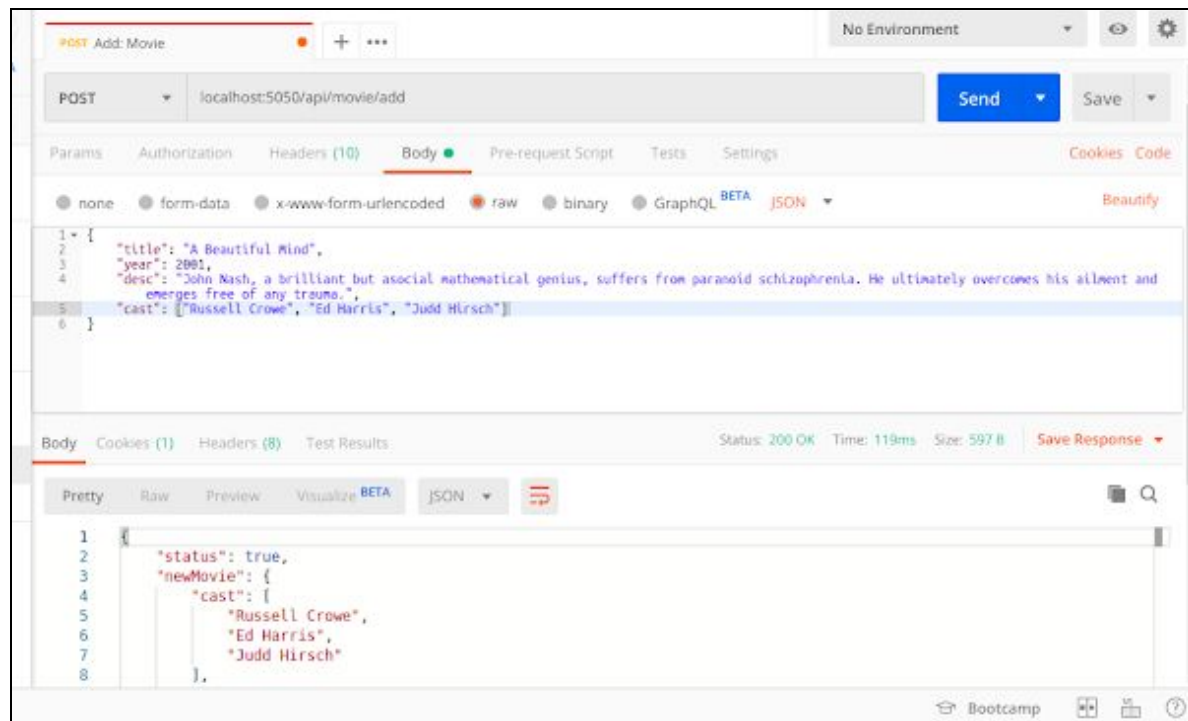 POST Add: Movie + ••• No Environment
POST localhost:5050/api/movie/add Send Save
Params Authorization Headers (10) Body Pre-request Script Tests Settings Cookies Code
none form-data x-www-form-urlencoded raw binary GraphQL BETA JSON Beautify
1 {
2 "title": "A Beautiful Mind",
3 "year": 2001,
4 "desc": "John Nash, a brilliant but asocial mathematical genius, suffers from paranoid schizophrenia. He ultimately overcomes his ailment and
emerges free of any trauma.",
5 "cast": ["Russell Crowe", "Ed Harris", "Judd Hirsch"]
6 }
Body Cookies (1) Headers (8) Test Results Status: 200 OK Time: 119ms Size: 597 B Save Response
Pretty Raw Preview Visualize BETA JSON
1 {
2 "status": true,
3 "newMovie": {
4 "cast": [
5 "Russell Crowe",
6 "Ed Harris",
7 "Judd Hirsch"
8 ],
Bootcamp